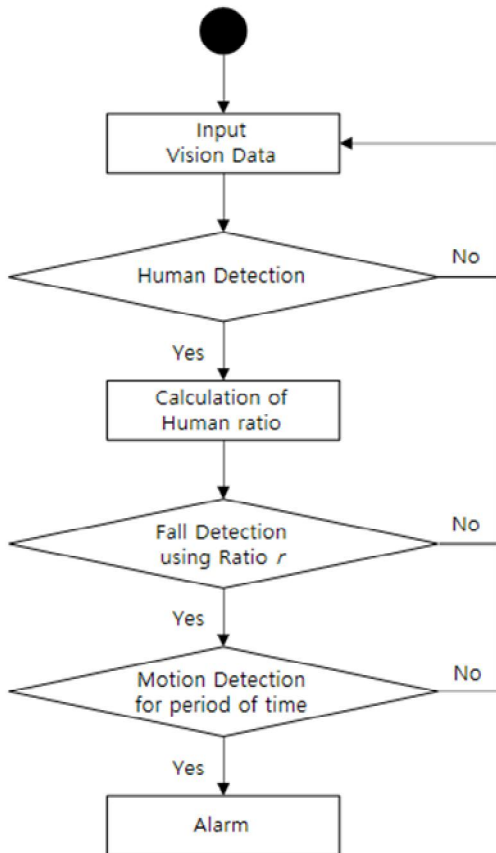 Input
Vision Data
Human Detection
No
Yes
Calculation of
Human ratio
Fall Detection
using Ratio r
No
Yes
Motion Detection
for period of time
No
Yes
Alarm